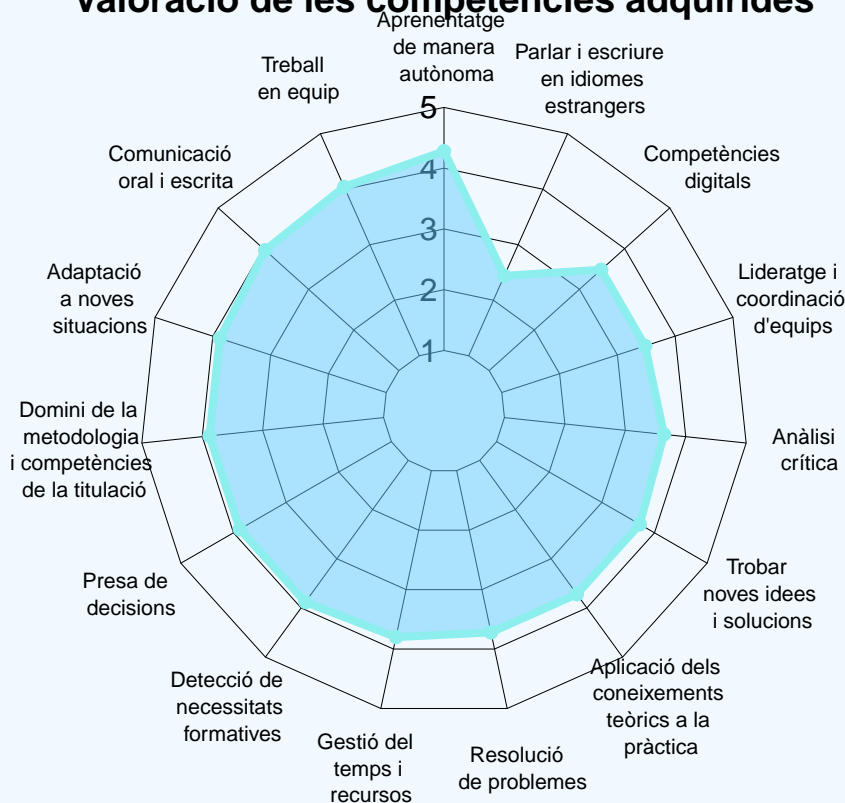 Valoració de les competències adquirides
Aprenentatge
de manera
autònoma
Parlar i escriure
en idiomes
estrangers
Competències
digitals
Lideratge i
coordinació
d'equips
Anàlisi
crítica
Trobar
noves idees
i solucions
Aplicació dels
coneixements
teòrics a la
pràctica
Resolució
de problemes
Gestió del
temps i
recursos
Detecció de
necessitats
formatives
Presa de
decisions
Domini de la
metodologia
i competències
de la titulació
Adaptació
a noves
situacions
Comunicació
oral i escrita
Treball
en equip
5
4
3
2
1